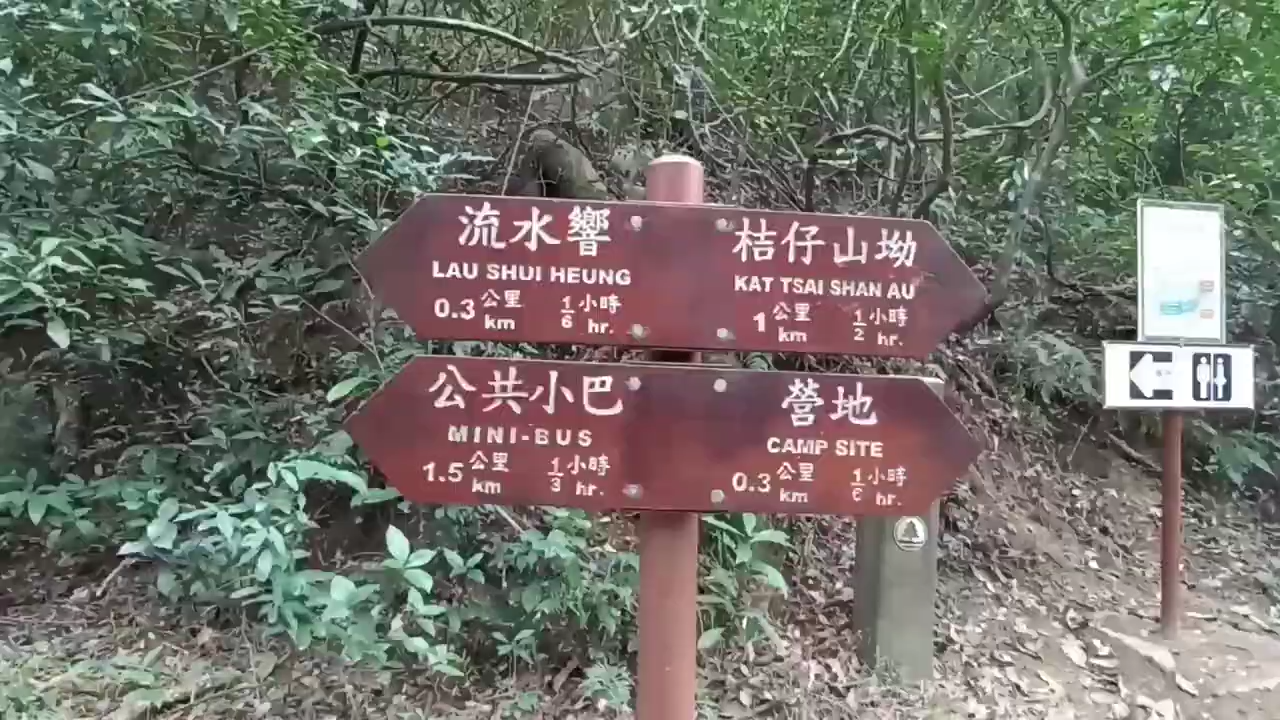 流水響
LAU SHUI HEUNG
0.3 公里 km 1/6 小時 hr.
桔仔山坳
KAT TSAI SHAN AU
1 公里 km 1/2 小時 hr.
公共小巴
MINI-BUS
1.5 公里 km 1/3 小時 hr.
營地
CAMP SITE
0.3 公里 km 1/6 小時 hr.